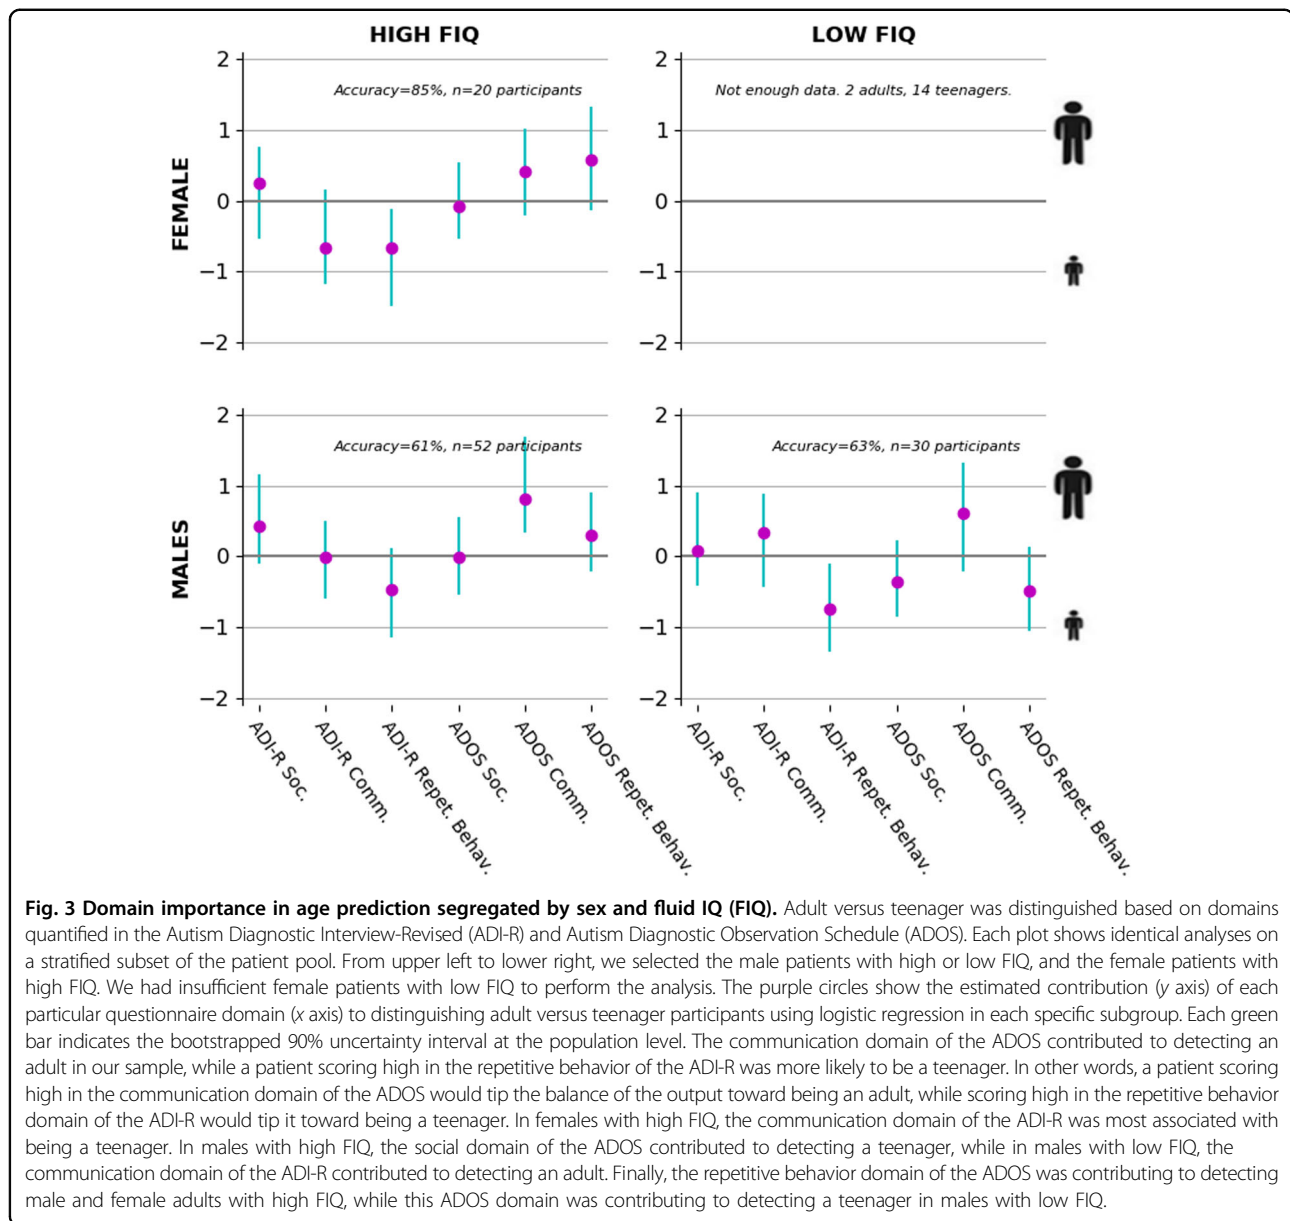 HIGH FIQ
LOW FIQ
FEMALE
2
1
0
−1
−2
Accuracy=85%, n=20 participants
2
1
0
−1
−2
Not enough data. 2 adults, 14 teenagers.
MALES
2
1
0
−1
−2
Accuracy=61%, n=52 participants
2
1
0
−1
−2
Accuracy=63%, n=30 participants
ADI-R Soc.
ADI-R Comm.
ADI-R Repet. Behav.
ADOS Soc.
ADOS Comm.
ADOS Repet. Behav.
ADI-R Soc.
ADI-R Comm.
ADI-R Repet. Behav.
ADOS Soc.
ADOS Comm.
ADOS Repet. Behav.
Fig. 3 Domain importance in age prediction segregated by sex and fluid IQ (FIQ). Adult versus teenager was distinguished based on domains
quantified in the Autism Diagnostic Interview-Revised (ADI-R) and Autism Diagnostic Observation Schedule (ADOS). Each plot shows identical analyses on
a stratified subset of the patient pool. From upper left to lower right, we selected the male patients with high or low FIQ, and the female patients with
high FIQ. We had insufficient female patients with low FIQ to perform the analysis. The purple circles show the estimated contribution (y axis) of each
particular questionnaire domain (x axis) to distinguishing adult versus teenager participants using logistic regression in each specific subgroup. Each green
bar indicates the bootstrapped 90% uncertainty interval at the population level. The communication domain of the ADOS contributed to detecting an
adult in our sample, while a patient scoring high in the repetitive behavior of the ADI-R was more likely to be a teenager. In other words, a patient scoring
high in the communication domain of the ADOS would tip the balance of the output toward being an adult, while scoring high in the repetitive behavior
domain of the ADI-R would tip it toward being a teenager. In females with high FIQ, the communication domain of the ADI-R was most associated with
being a teenager. In males with high FIQ, the social domain of the ADOS contributed to detecting a teenager, while in males with low FIQ, the
communication domain of the ADI-R contributed to detecting an adult. Finally, the repetitive behavior domain of the ADOS was contributing to detecting
male and female adults with high FIQ, while this ADOS domain was contributing to detecting a teenager in males with low FIQ.